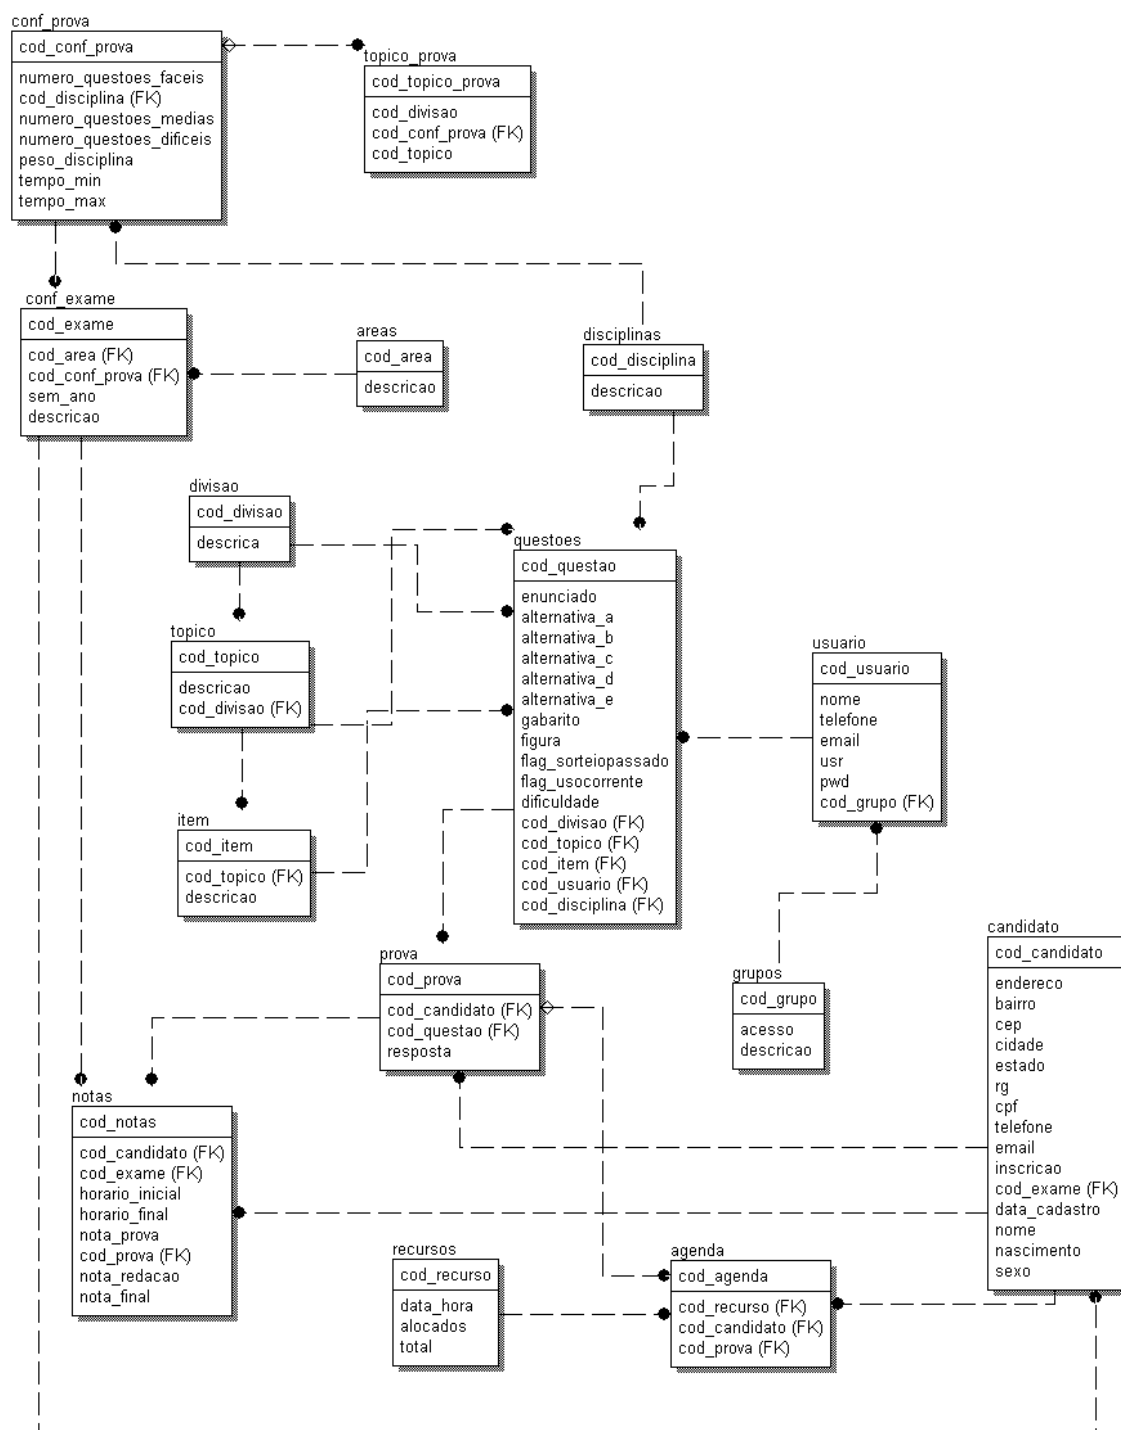 conf_prova
cod_conf_prova
numero_questoes_faceis
cod_disciplina (FK)
numero_questoes_medias
numero_questoes_dificeis
peso_disciplina
tempo_min
tempo_max
topico_prova
cod_topico_prova
cod_divisao
cod_conf_prova (FK)
cod_topico
conf_exame
cod_exame
cod_area (FK)
cod_conf_prova (FK)
sem_ano
descricao
areas
cod_area
descricao
disciplinas
cod_disciplina
descricao
divisao
cod_divisao
descrica
topico
cod_topico
descricao
cod_divisao (FK)
item
cod_item
cod_topico (FK)
descricao
questoes
cod_questao
enunciado
alternativa_a
alternativa_b
alternativa_c
alternativa_d
alternativa_e
gabarito
figura
flag_sorteiopassado
flag_usocorrente
dificuldade
cod_divisao (FK)
cod_topico (FK)
cod_item (FK)
cod_usuario (FK)
cod_disciplina (FK)
usuario
cod_usuario
nome
telefone
email
usr
pwd
cod_grupo (FK)
grupos
cod_grupo
acesso
descricao
candidato
cod_candidato
endereco
bairro
cep
cidade
estado
rg
cpf
telefone
email
inscricao
cod_exame (FK)
data_cadastro
nome
nascimento
sexo
prova
cod_prova
cod_candidato (FK)
cod_questao (FK)
resposta
notas
cod_notas
cod_candidato (FK)
cod_exame (FK)
horario_inicial
horario_final
nota_prova
cod_prova (FK)
nota_redacao
nota_final
recursos
cod_recurso
data_hora
alocados
total
agenda
cod_agenda
cod_recurso (FK)
cod_candidato (FK)
cod_prova (FK)